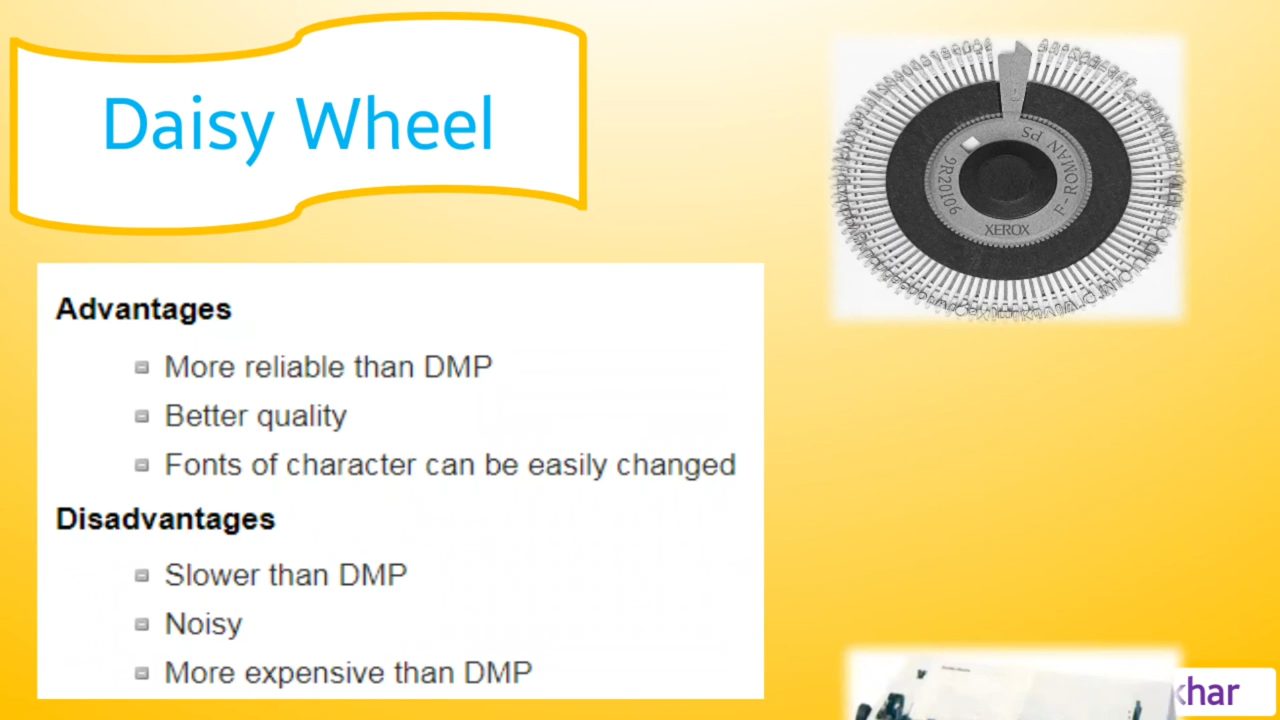 Daisy Wheel
Advantages
More reliable than DMP
Better quality
Fonts of character can be easily changed
Disadvantages
Slower than DMP
Noisy
More expensive than DMP
F-ROMAN PS
9R20106
XEROX